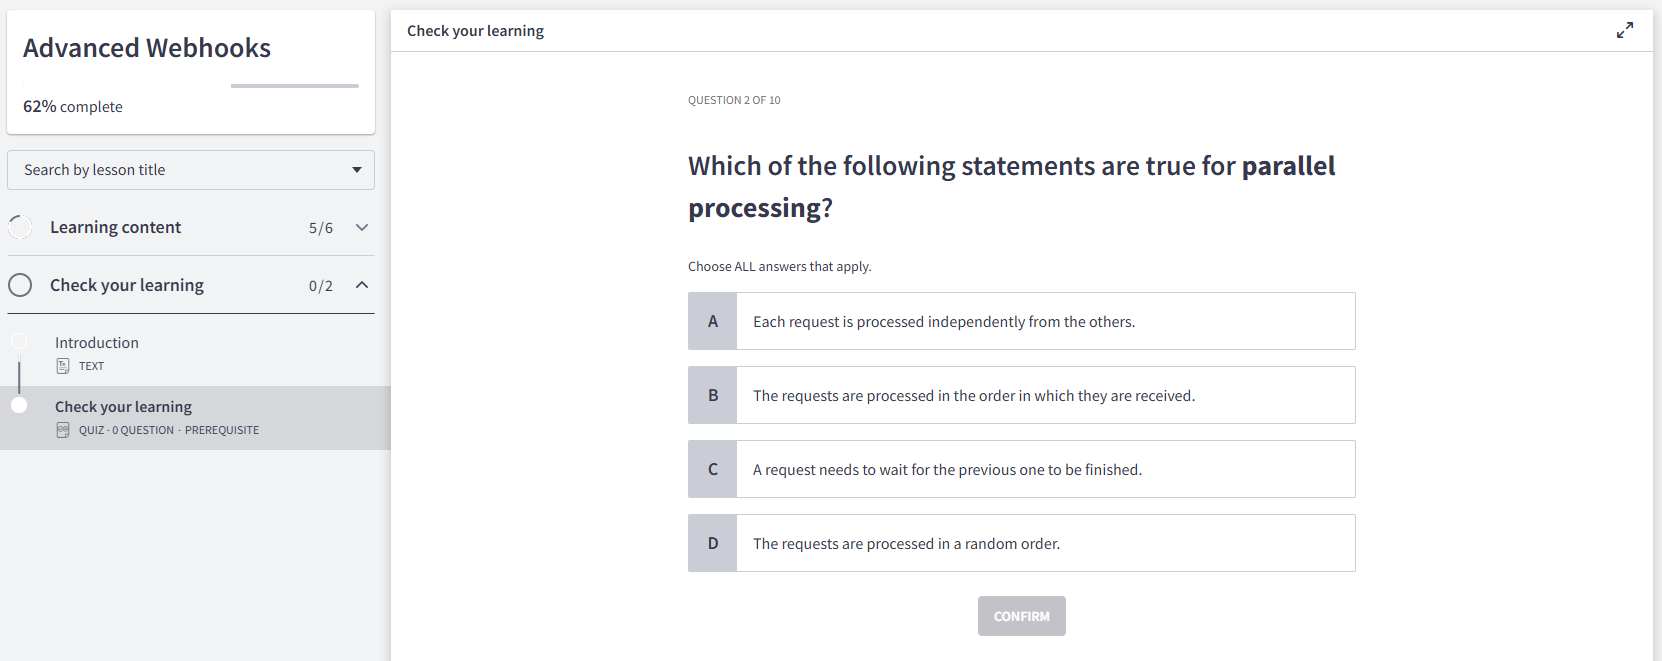 Advanced Webhooks
62% complete
Search by lesson title
Learning content 5/6
Check your learning 0/2
Introduction
TEXT
Check your learning
QUIZ · 0 QUESTION · PREREQUISITE
Check your learning
QUESTION 2 OF 10
Which of the following statements are true for parallel
processing?
Choose ALL answers that apply.
A Each request is processed independently from the others.
B The requests are processed in the order in which they are received.
C A request needs to wait for the previous one to be finished.
D The requests are processed in a random order.
CONFIRM